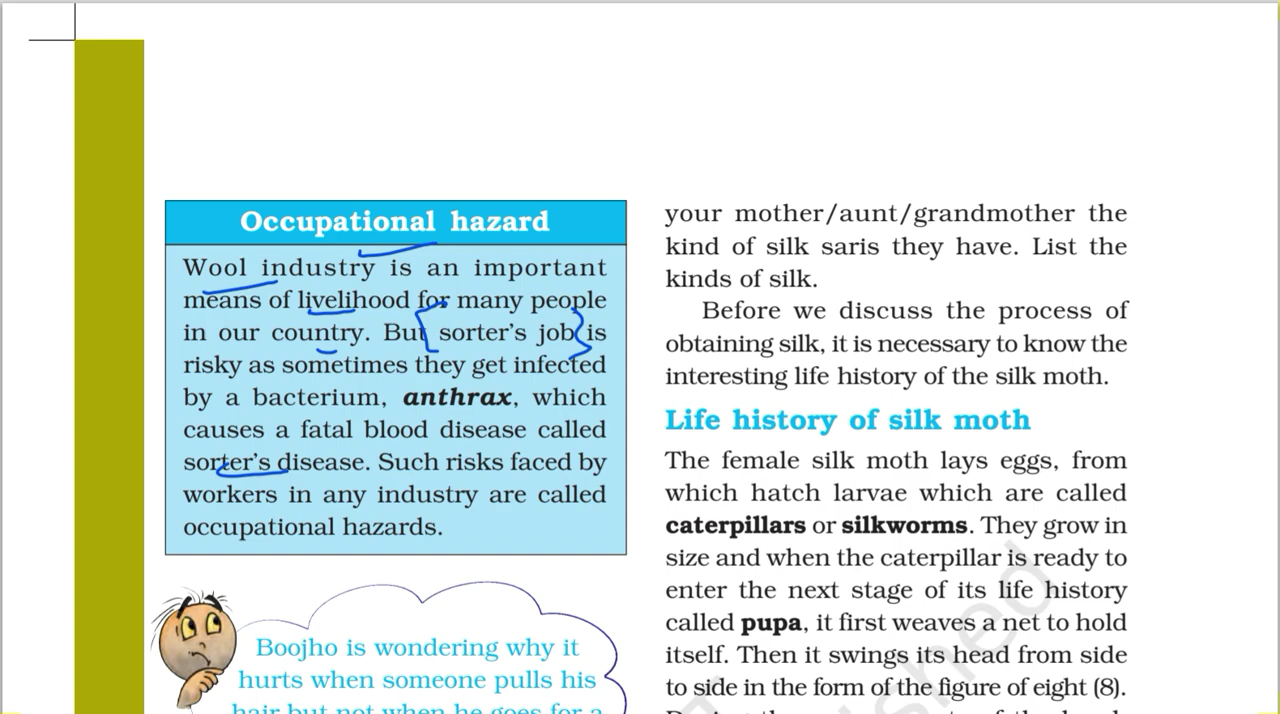 Occupational hazard
Wool industry is an important
means of livelihood for many people
in our country. But sorter's job is
risky as sometimes they get infected
by a bacterium, anthrax, which
causes a fatal blood disease called
sorter's disease. Such risks faced by
workers in any industry are called
occupational hazards.
Boojho is wondering why it
hurts when someone pulls his
hair but not when he goes for a
your mother/aunt/grandmother the
kind of silk saris they have. List the
kinds of silk.
Before we discuss the process of
obtaining silk, it is necessary to know the
interesting life history of the silk moth.
Life history of silk moth
The female silk moth lays eggs, from
which hatch larvae which are called
caterpillars or silkworms. They grow in
size and when the caterpillar is ready to
enter the next stage of its life history
called pupa, it first weaves a net to hold
itself. Then it swings its head from side
to side in the form of the figure of eight (8).